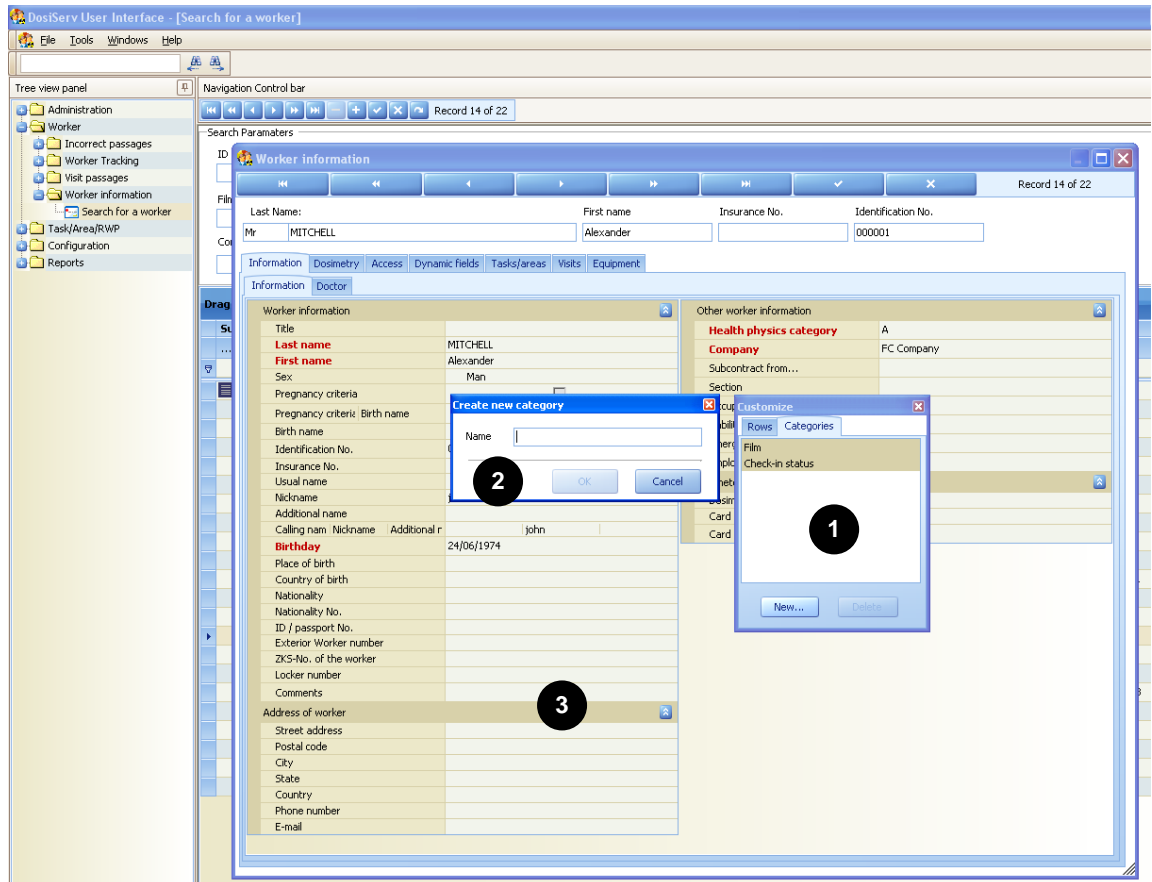 DosiServ User Interface - [Search for a worker]
File Tools Windows Help
Tree view panel
Navigation Control bar
Administration
Worker
Incorrect passages
Worker Tracking
Visit passages
Worker information
Search for a worker
Task/Area/RWP
Configuration
Reports
Record 14 of 22
Search Paramaters
ID
Worker information
Record 14 of 22
Last Name: First name Insurance No. Identification No.
Mr MITCHELL Alexander 000001
Information Dosimetry Access Dynamic fields Tasks/areas Visits Equipment
Information Doctor
Drag
Worker information
Title
Last name MITCHELL
First name Alexander
Sex Man
Pregnancy criteria
Pregnancy criteria Birth name
Birth name
Identification No.
Insurance No.
Usual name
Nickname
Additional name
Calling nam Nickname Additional r john
Birthday 24/06/1974
Place of birth
Country of birth
Nationality
Nationality No.
ID / passport No.
Exterior Worker number
ZKS-No. of the worker
Locker number
Comments
3
Address of worker
Street address
Postal code
City
State
Country
Phone number
E-mail
Other worker information
Health physics category A
Company FC Company
Subcontract from...
Section
Card
Card
Create new category
Name
2
OK Cancel
Customize
Rows Categories
Film
Check-in status
1
New... Delete